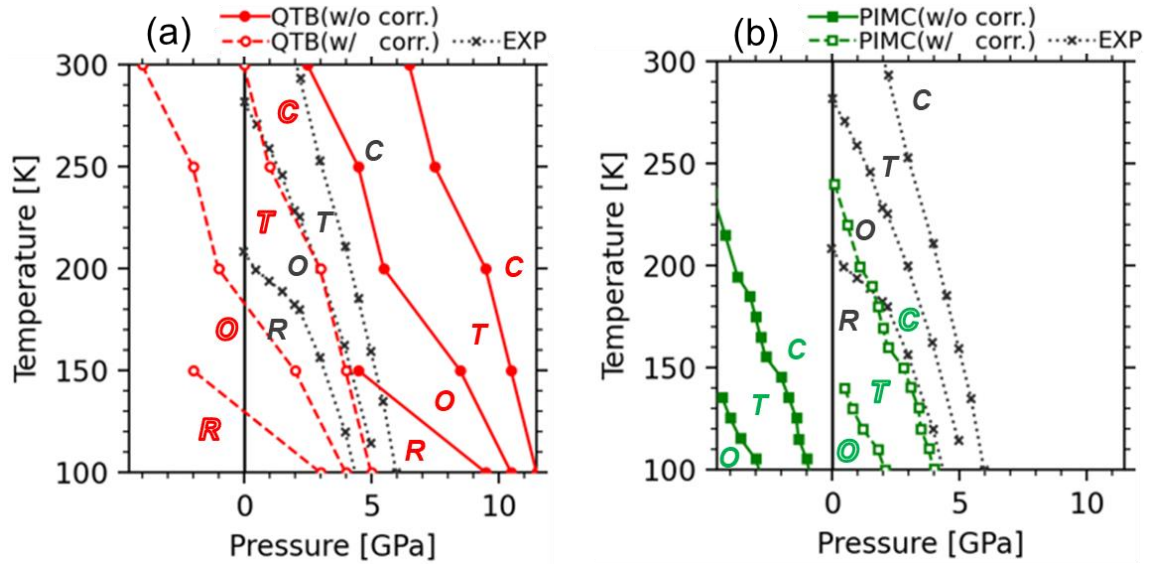 (a)
QTB(w/o corr.)
QTB(w/ corr.)
EXP
300
250
200
150
100
Temperature [K]
C
C
T
T
C
O
O
R
T
O
R
R
0
5
10
Pressure [GPa]
(b)
PIMC(w/o corr.)
PIMC(w/ corr.)
EXP
300
250
200
150
100
Temperature [K]
C
T
O
R
C
C
T
T
O
O
0
5
10
Pressure [GPa]